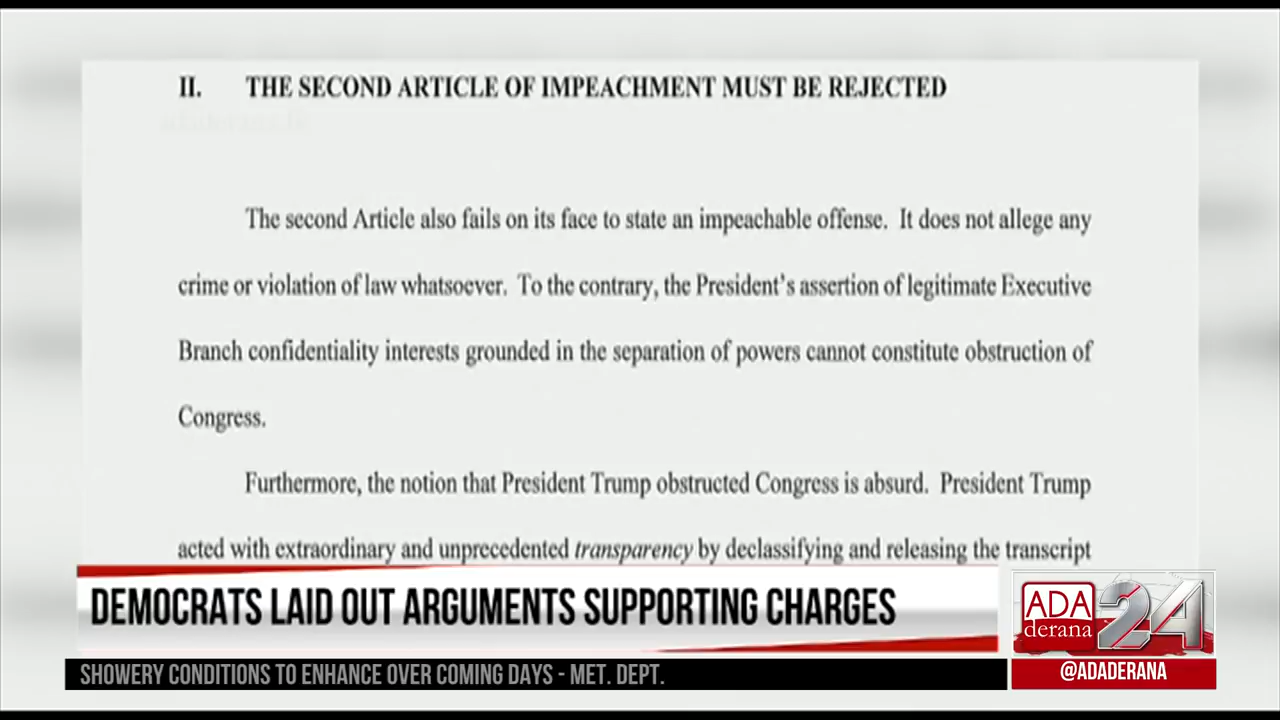 II. THE SECOND ARTICLE OF IMPEACHMENT MUST BE REJECTED
The second Article also fails on its face to state an impeachable offense. It does not allege any
crime or violation of law whatsoever. To the contrary, the President's assertion of legitimate Executive
Branch confidentiality interests grounded in the separation of powers cannot constitute obstruction of
Congress.
Furthermore, the notion that President Trump obstructed Congress is absurd. President Trump
acted with extraordinary and unprecedented transparency by declassifying and releasing the transcript
DEMOCRATS LAID OUT ARGUMENTS SUPPORTING CHARGES
ADA
derana
24
SHOWERY CONDITIONS TO ENHANCE OVER COMING DAYS - MET. DEPT.
@ADADERANA